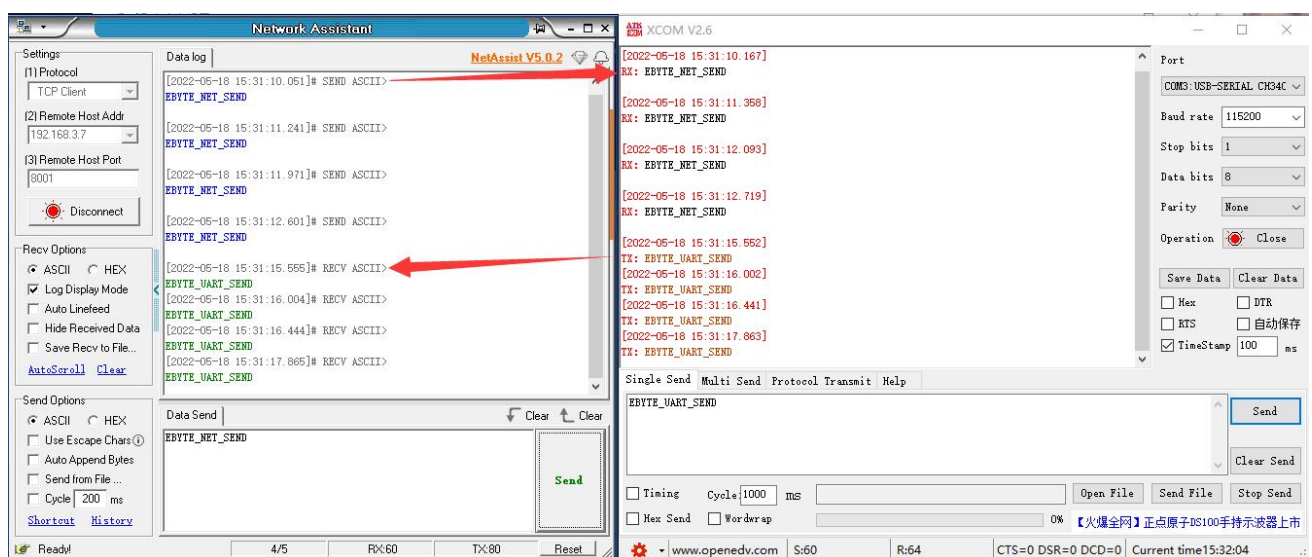 Network Assistant
Settings
(1) Protocol
TCP Client
(2) Remote Host Addr
192.168.3.7
(3) Remote Host Port
8001
Disconnect
Recv Options
ASCII HEX
Log Display Mode
Auto Linefeed
Hide Received Data
Save Recv to File...
AutoScroll Clear
Send Options
ASCII HEX
Use Escape Chars
Auto Append Bytes
Send from File ...
Cycle 200 ms
Shortcut History
Data log
NetAssist V5.0.2
[2022-05-18 15:31:10.051]# SEND ASCII>
EBYTE_NET_SEND
[2022-05-18 15:31:11.241]# SEND ASCII>
EBYTE_NET_SEND
[2022-05-18 15:31:11.971]# SEND ASCII>
EBYTE_NET_SEND
[2022-05-18 15:31:12.601]# SEND ASCII>
EBYTE_NET_SEND
[2022-05-18 15:31:15.555]# RECV ASCII>
EBYTE_UART_SEND
[2022-05-18 15:31:16.004]# RECV ASCII>
EBYTE_UART_SEND
[2022-05-18 15:31:16.444]# RECV ASCII>
EBYTE_UART_SEND
[2022-05-18 15:31:17.865]# RECV ASCII>
EBYTE_UART_SEND
Data Send
Clear Clear
EBYTE_NET_SEND
Send
Ready!
4/5
RX:60
TX:80
Reset
XCOM V2.6
[2022-05-18 15:31:10.167]
RX: EBYTE_NET_SEND
[2022-05-18 15:31:11.358]
RX: EBYTE_NET_SEND
[2022-05-18 15:31:12.093]
RX: EBYTE_NET_SEND
[2022-05-18 15:31:12.719]
RX: EBYTE_NET_SEND
[2022-05-18 15:31:15.552]
TX: EBYTE_UART_SEND
[2022-05-18 15:31:16.002]
TX: EBYTE_UART_SEND
[2022-05-18 15:31:16.441]
TX: EBYTE_UART_SEND
[2022-05-18 15:31:17.863]
TX: EBYTE_UART_SEND
Port
COM3:USB-SERIAL CH34C
Baud rate 115200
Stop bits 1
Data bits 8
Parity None
Operation Close
Save Data Clear Data
Hex DTR
RTS 自动保存
TimeStamp 100 ms
Single Send Multi Send Protocol Transmit Help
EBYTE_UART_SEND
Send
Clear Send
Timing Cycle: 1000 ms
Open File Send File Stop Send
Hex Send Wordwrap
0% 【火爆全网】正点原子DS100手持示波器上市
www.openedv.com S:60 R:64 CTS=0 DSR=0 DCD=0 Current time15:32:04